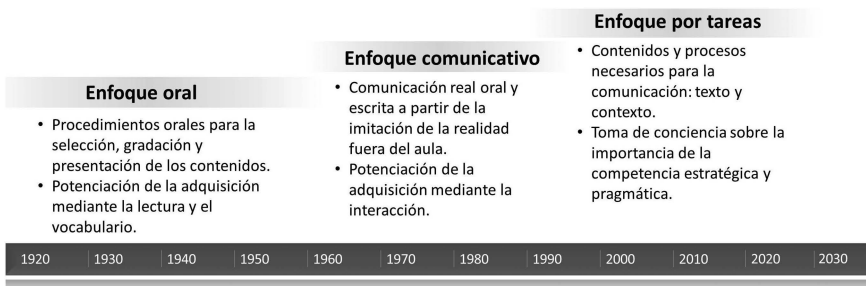 Enfoque oral
• Procedimientos orales para la
selección, gradación y
presentación de los contenidos.
• Potenciación de la adquisición
mediante la lectura y el
vocabulario.
Enfoque comunicativo
• Comunicación real oral y
escrita a partir de la
imitación de la realidad
fuera del aula.
• Potenciación de la
adquisición mediante la
interacción.
Enfoque por tareas
• Contenidos y procesos
necesarios para la
comunicación: texto y
contexto.
• Toma de conciencia sobre la
importancia de la
competencia estratégica y
pragmática.
1920 1930 1940 1950 1960 1970 1980 1990 2000 2010 2020 2030